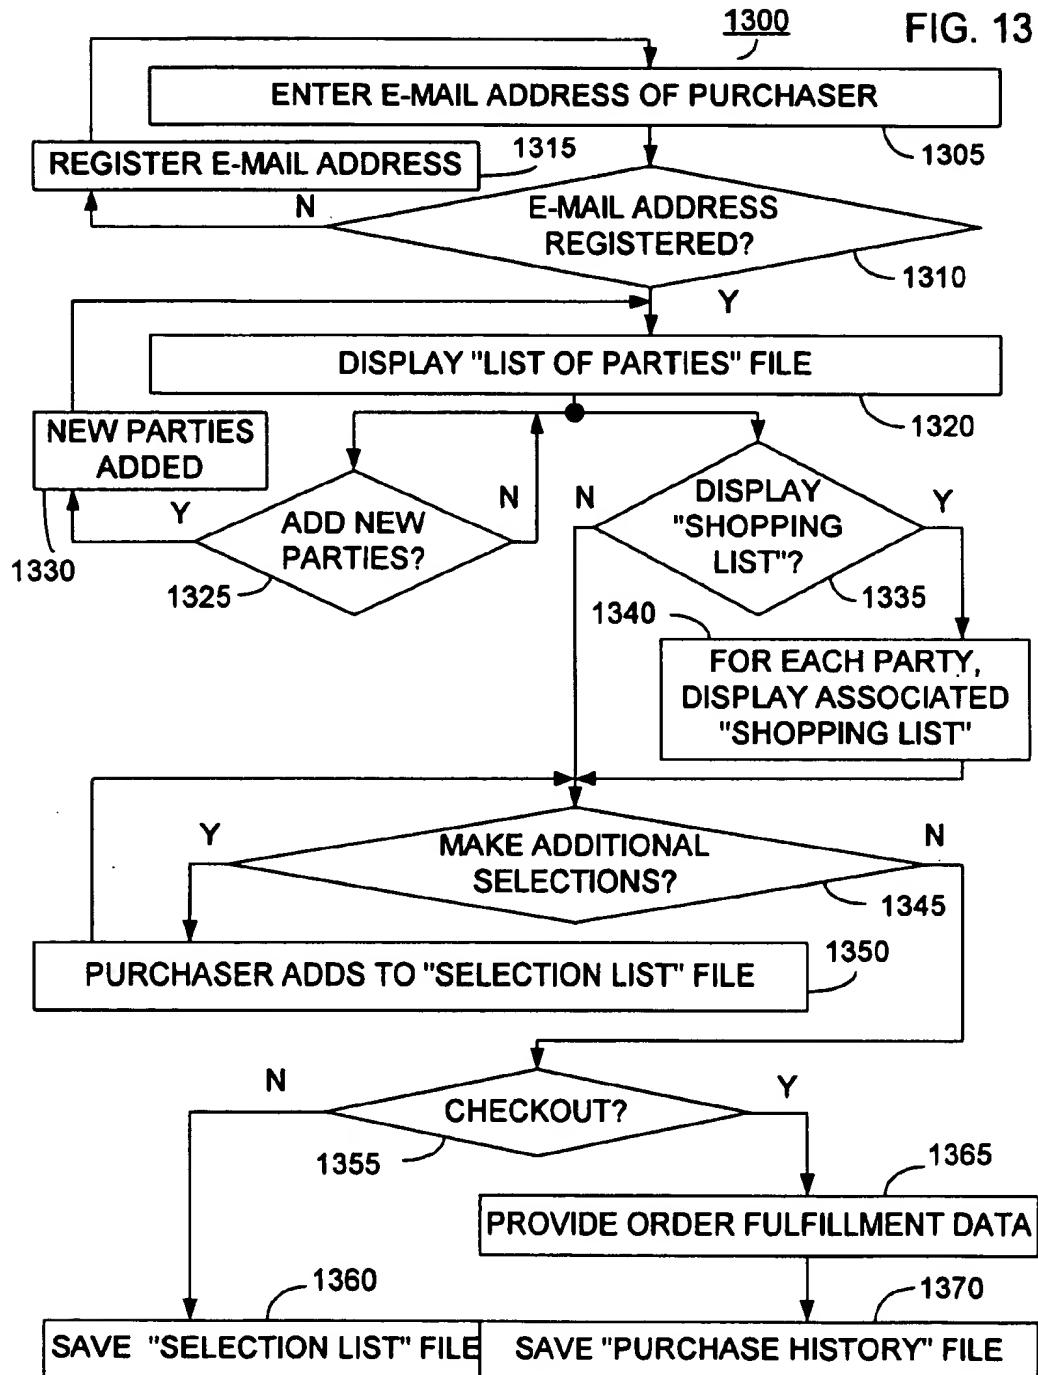 1300
FIG. 13
ENTER E-MAIL ADDRESS OF PURCHASER
1305
REGISTER E-MAIL ADDRESS
1315
N
E-MAIL ADDRESS
REGISTERED?
1310
Y
DISPLAY "LIST OF PARTIES" FILE
1320
NEW PARTIES
ADDED
1330
Y
ADD NEW
PARTIES?
N
1325
N
DISPLAY
"SHOPPING
LIST"?
Y
1335
1340
FOR EACH PARTY,
DISPLAY ASSOCIATED
"SHOPPING LIST"
Y
MAKE ADDITIONAL
SELECTIONS?
N
1345
PURCHASER ADDS TO "SELECTION LIST" FILE
1350
N
CHECKOUT?
Y
1355
1365
PROVIDE ORDER FULFILLMENT DATA
1360
SAVE "SELECTION LIST" FILE
1370
SAVE "PURCHASE HISTORY" FILE